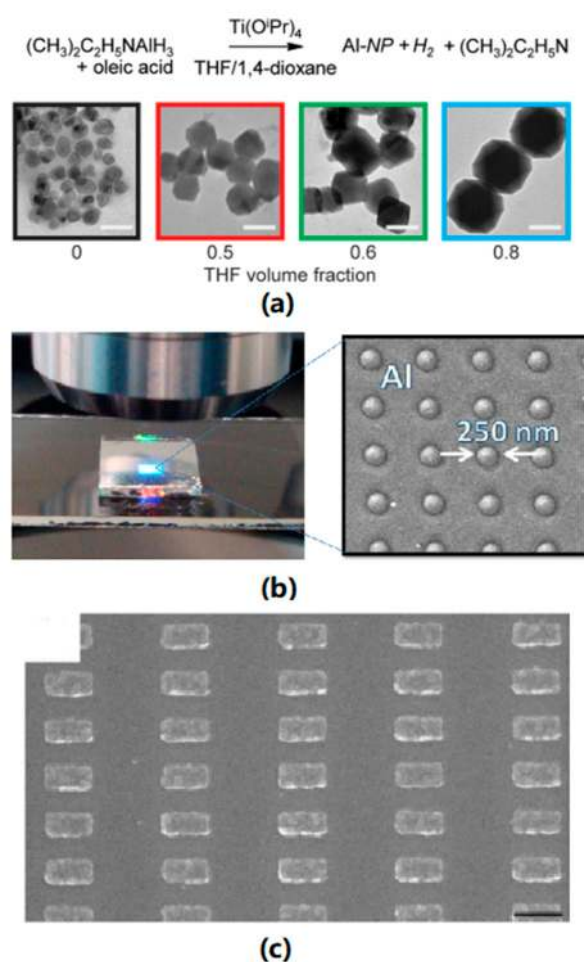 (CH₃)₂C₂H₅NAlH₃
+ oleic acid
Ti(OⁱPr)₄
THF/1,4-dioxane
Al-NP + H₂ + (CH₃)₂C₂H₅N
0 0.5 0.6 0.8
THF volume fraction
(a)
Al
250 nm
(b)
(c)